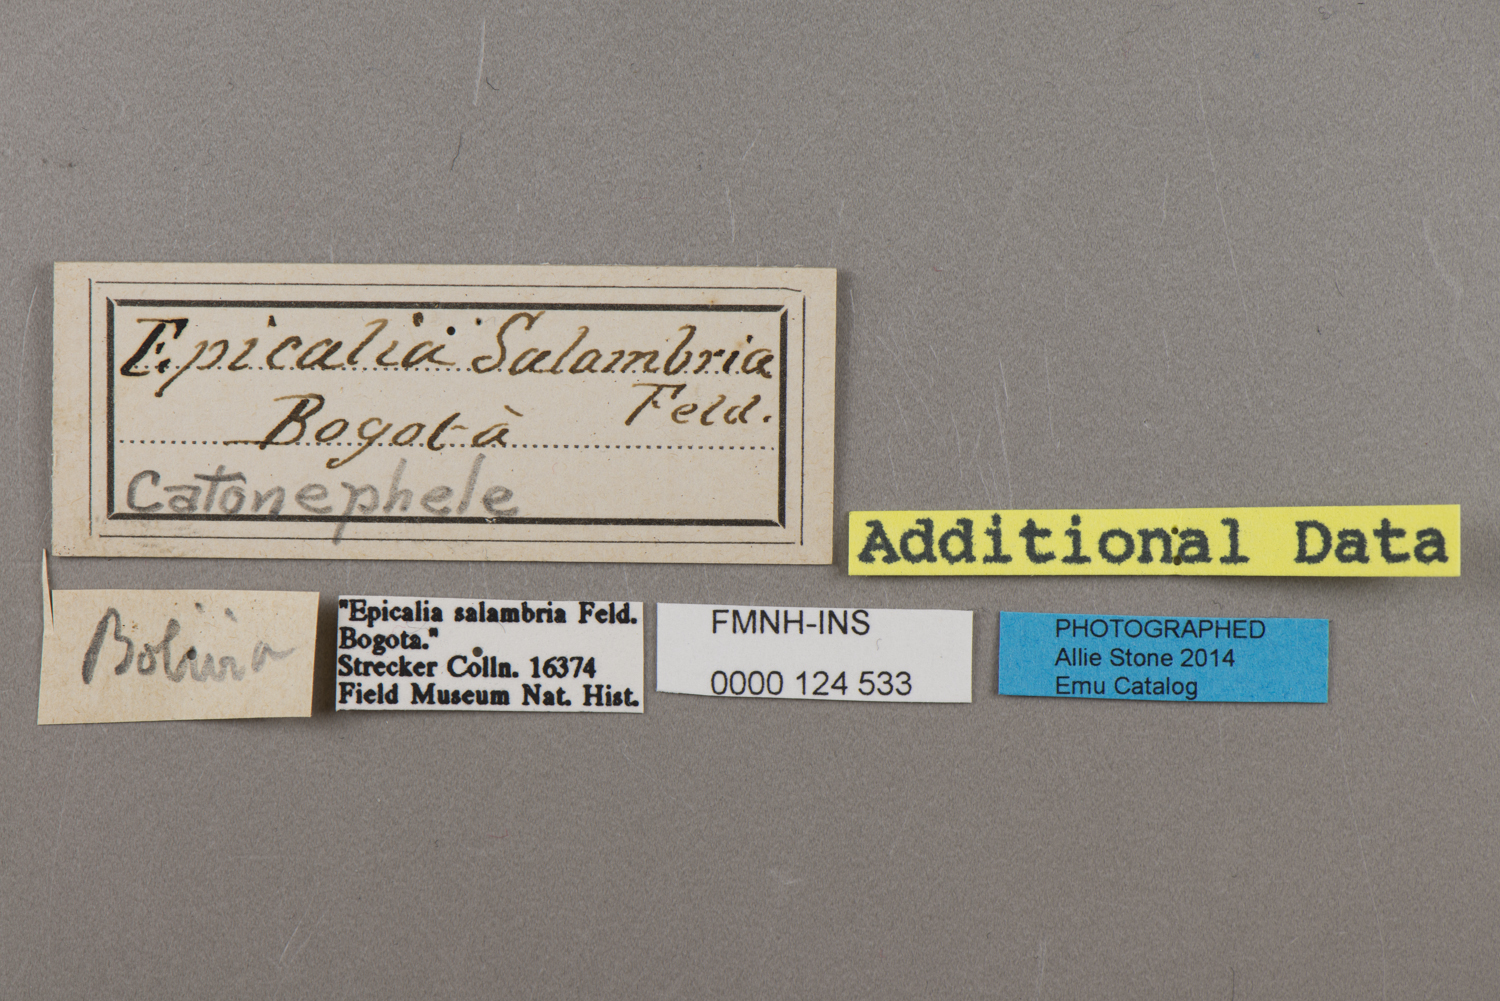 Epicalia Salambria
Feld.
Bogotà
Catonephele
Additional Data
Bolivia
"Epicalia salambria Feld.
Bogota."
Strecker Colln. 16374
Field Museum Nat. Hist.
FMNH-INS
0000 124 533
PHOTOGRAPHED
Allie Stone 2014
Emu Catalog